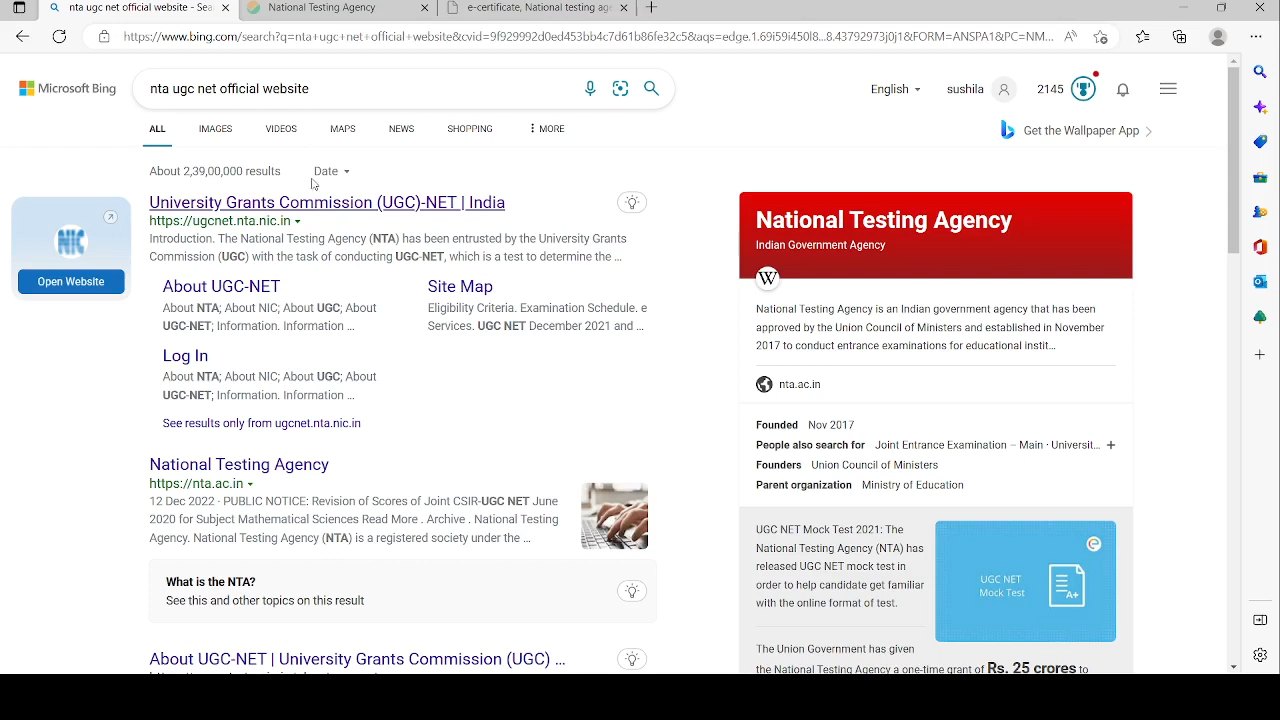 nta ugc net official website - Sea
National Testing Agency
e-certificate, National testing age
https://www.bing.com/search?q=nta+ugc+net+official+website&cvid=9f929992d0ed453bb4c7d61b86fe32c5&aqs=edge.1.69i59i450l8...8.43792973j0j1&FORM=ANSPA1&PC=NM...
Microsoft Bing
nta ugc net official website
English
sushila
2145
ALL
IMAGES
VIDEOS
MAPS
NEWS
SHOPPING
MORE
Get the Wallpaper App
About 2,39,00,000 results
Date
NIC
Open Website
University Grants Commission (UGC)-NET | India
https://ugcnet.nta.nic.in
Introduction. The National Testing Agency (NTA) has been entrusted by the University Grants
Commission (UGC) with the task of conducting UGC-NET, which is a test to determine the ...
About UGC-NET
About NTA; About NIC; About UGC; About
UGC-NET; Information. Information ...
Site Map
Eligibility Criteria. Examination Schedule. e
Services. UGC NET December 2021 and ...
Log In
About NTA; About NIC; About UGC; About
UGC-NET; Information. Information ...
See results only from ugcnet.nta.nic.in
National Testing Agency
https://nta.ac.in
12 Dec 2022 · PUBLIC NOTICE: Revision of Scores of Joint CSIR-UGC NET June
2020 for Subject Mathematical Sciences Read More . Archive . National Testing
Agency. National Testing Agency (NTA) is a registered society under the ...
What is the NTA?
See this and other topics on this result
About UGC-NET | University Grants Commission (UGC) ...
National Testing Agency
Indian Government Agency
W
National Testing Agency is an Indian government agency that has been
approved by the Union Council of Ministers and established in November
2017 to conduct entrance examinations for educational instit...
nta.ac.in
Founded Nov 2017
People also search for Joint Entrance Examination – Main · Universit...
Founders Union Council of Ministers
Parent organization Ministry of Education
UGC NET Mock Test 2021: The
National Testing Agency (NTA) has
released UGC NET mock test in
order to help candidate get familiar
with the online format of test.
UGC NET
Mock Test
A+
The Union Government has given
the National Testing Agency a one-time grant of Rs. 25 crores to